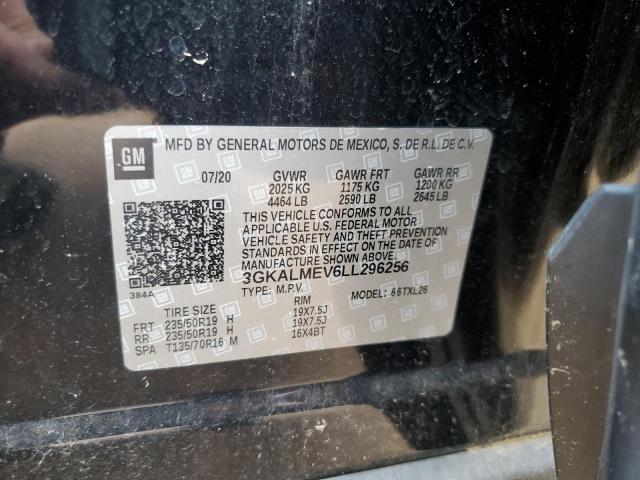 MFD BY GENERAL MOTORS DE MEXICO, S. DE R.L. DE C.V.
GM
07/20 GVWR GAWR FRT GAWR RR
2025 KG 1175 KG 1200 KG
4464 LB 2590 LB 2645 LB
THIS VEHICLE CONFORMS TO ALL
APPLICABLE U.S. FEDERAL MOTOR
VEHICLE SAFETY AND THEFT PREVENTION
STANDARDS IN EFFECT ON THE DATE OF
MANUFACTURE SHOWN ABOVE.
3GKALMEV6LL296256
384A
TYPE: M.P.V. MODEL: 66TXL26
TIRE SIZE RIM
FRT 235/50R19 H 19X7.5J
RR 235/50R19 H 19X7.5J
SPA T135/70R16 M 16X4BT